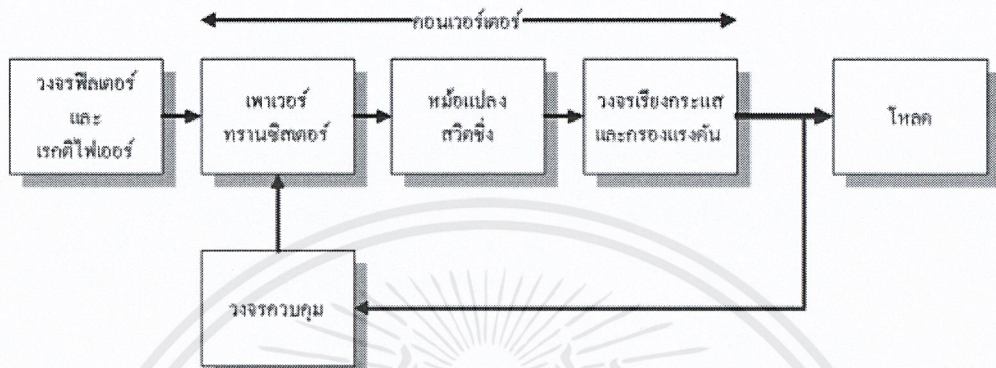 คอนเวอร์เตอร์
วงจรฟิลเตอร์
และ
เรกติไฟเออร์
เพาเวอร์
ทรานซิสเตอร์
หม้อแปลง
สวิตชิ่ง
วงจรเรียงกระแส
และกรองแรงดัน
โหลด
วงจรควบคุม